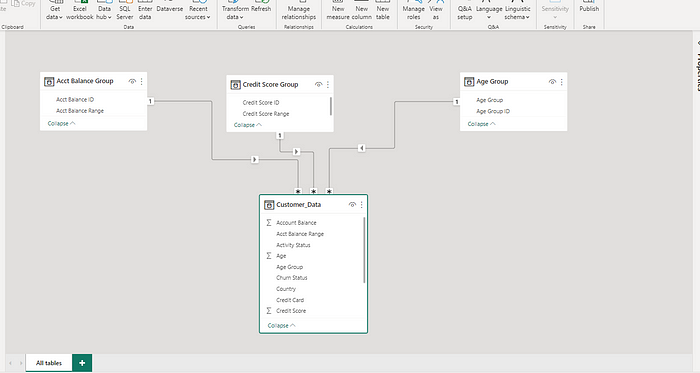 Copy
Get data
Excel workbook
Data hub
SQL Server
Enter data
Dataverse
Recent sources
Transform data
Refresh
Manage relationships
New measure
New column
New table
Manage roles
View as
Q&A setup
Language
Linguistic schema
Sensitivity
Publish
Clipboard
Data
Queries
Relationships
Calculations
Security
Q&A
Sensitivity
Share
Acct Balance Group
Acct Balance ID
Acct Balance Range
Collapse
1
Credit Score Group
Credit Score ID
Credit Score Range
Collapse
1
Age Group
Age Group
Age Group ID
Collapse
1
* * *
Customer_Data
Σ Account Balance
Acct Balance Range
Activity Status
Σ Age
Age Group
Churn Status
Country
Credit Card
Σ Credit Score
Collapse
All tables
+